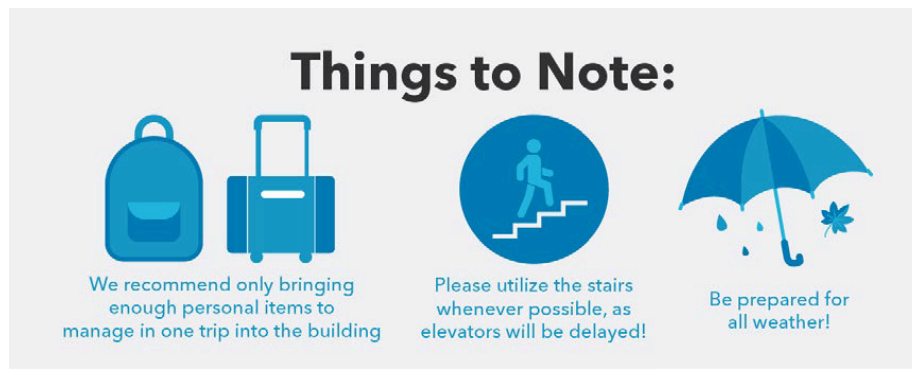 Things to Note:
We recommend only bringing
enough personal items to
manage in one trip into the building
Please utilize the stairs
whenever possible, as
elevators will be delayed!
Be prepared for
all weather!